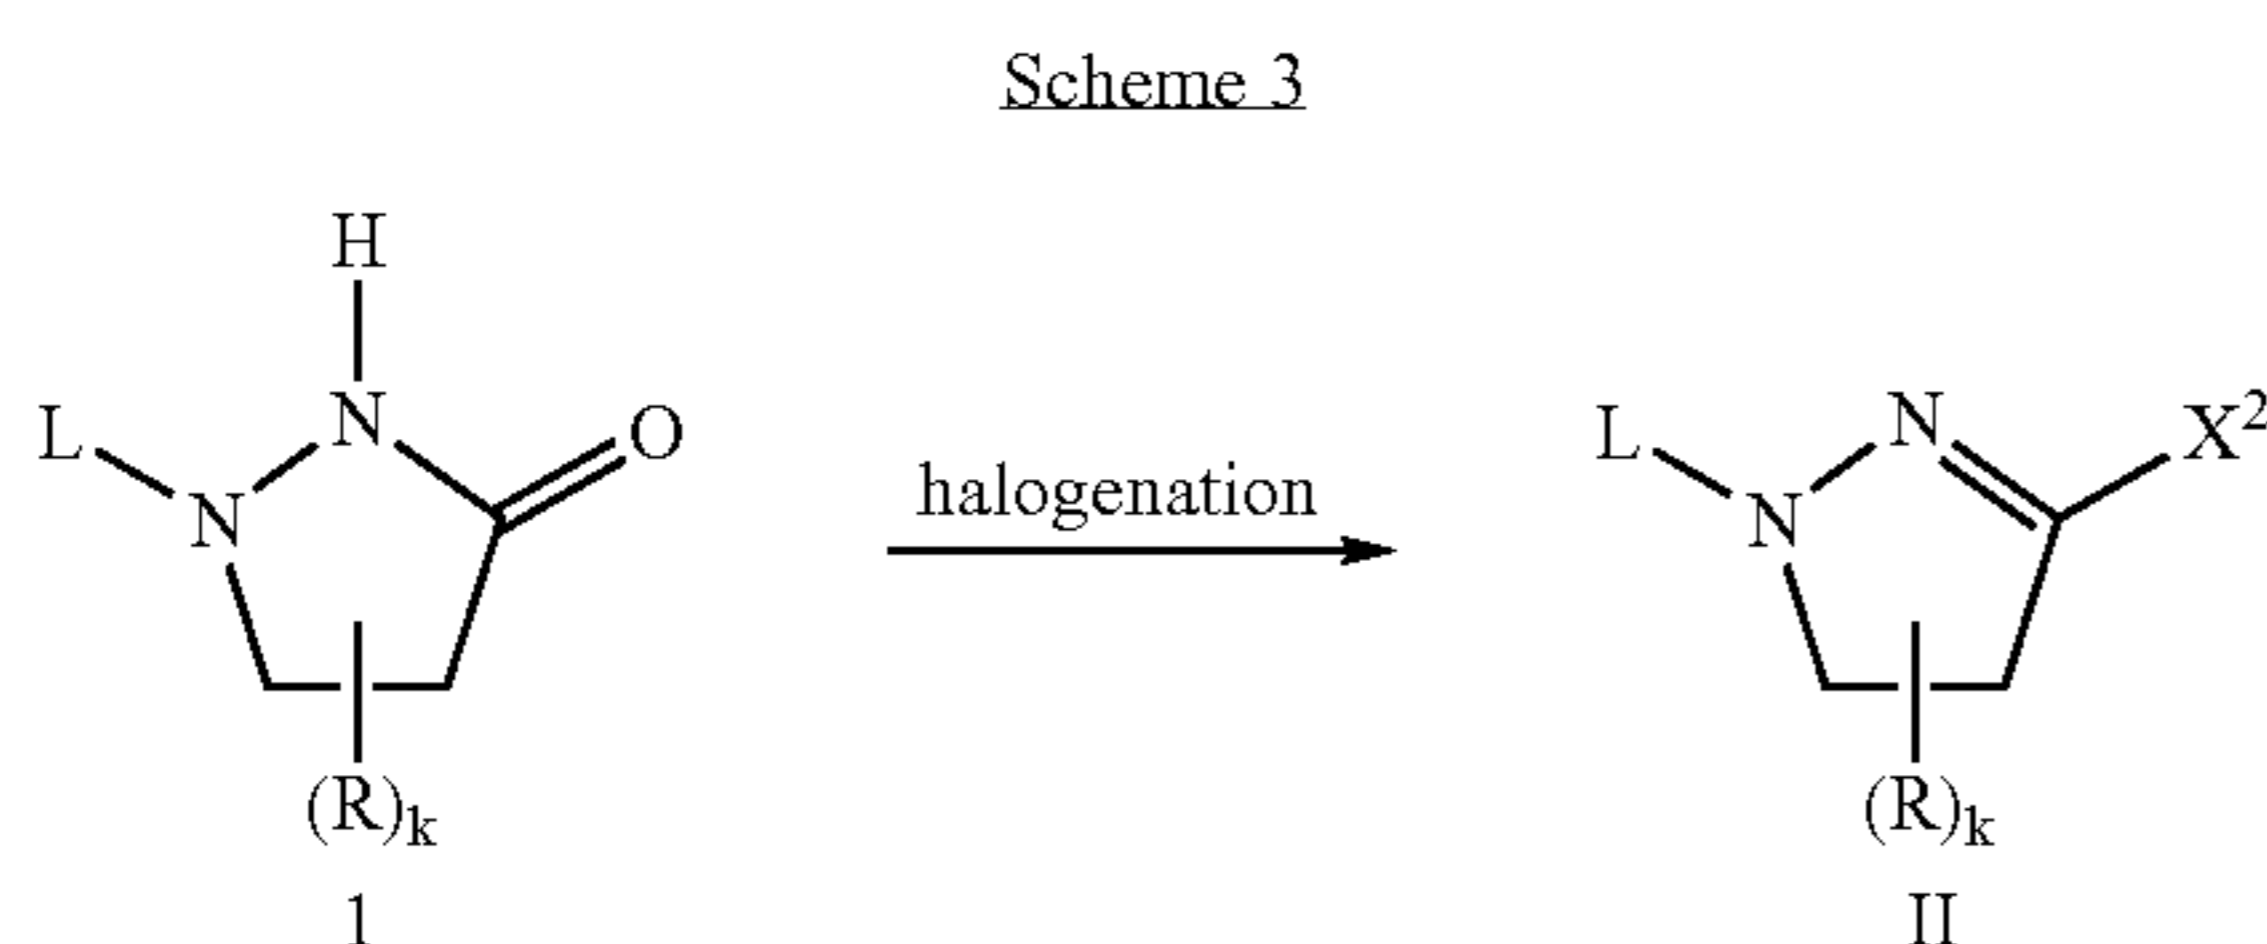 Scheme 3
H
L N N O
halogenation
L N N X²
(R)k
(R)k
1
II